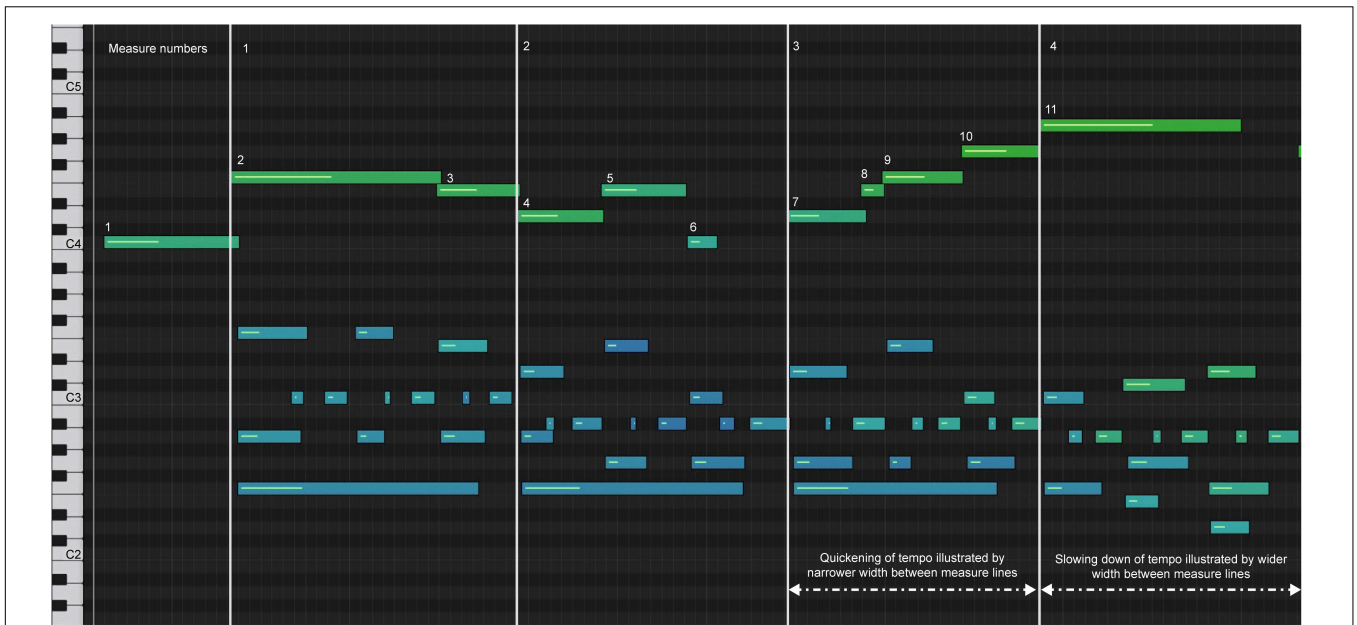 Measure numbers 1 2 3 4
C5
11
10
2 9
3 5 8
4 7
1 6
C4
C3
C2
Quickening of tempo illustrated by
narrower width between measure lines
Slowing down of tempo illustrated by wider
width between measure lines